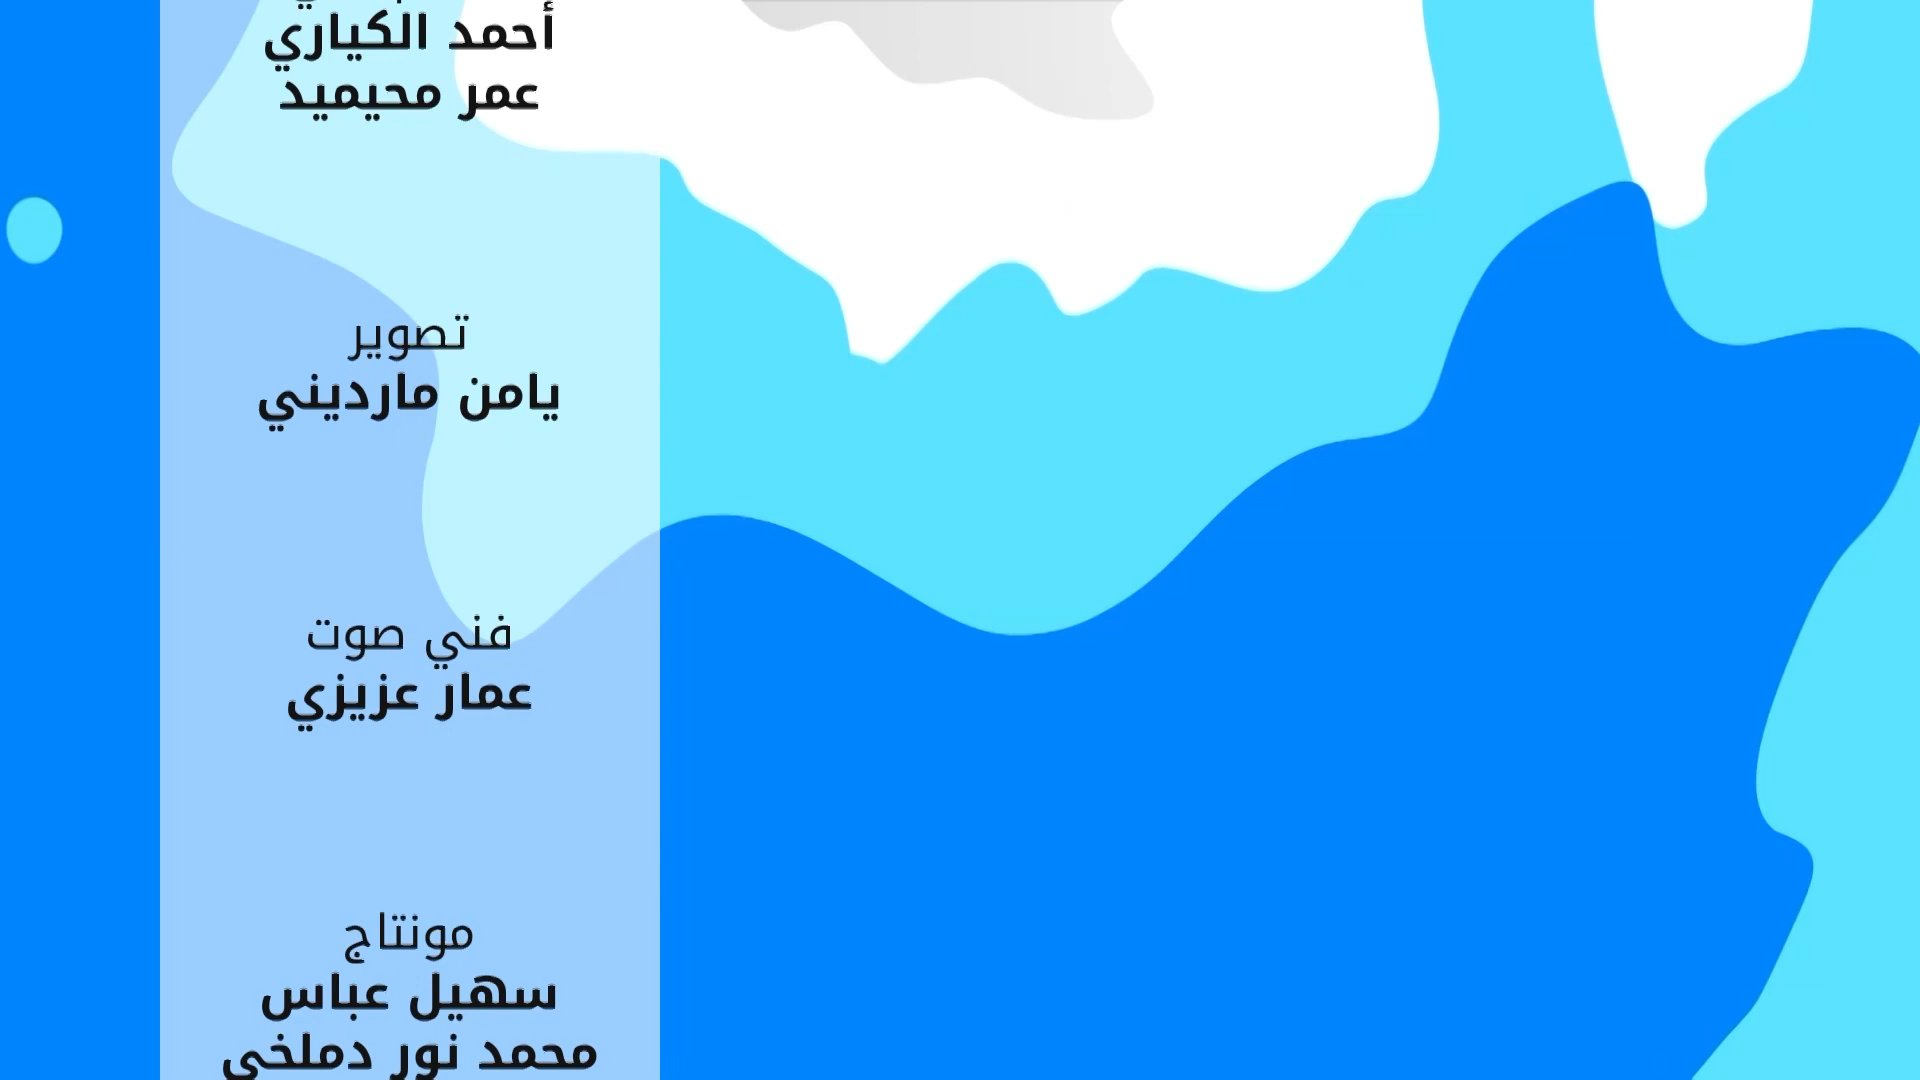 أحمد الكياري
عمر محيميد
تصوير
يامن مارديني
فني صوت
عمار عزيزي
مونتاج
سهيل عباس
محمد نور دملخي